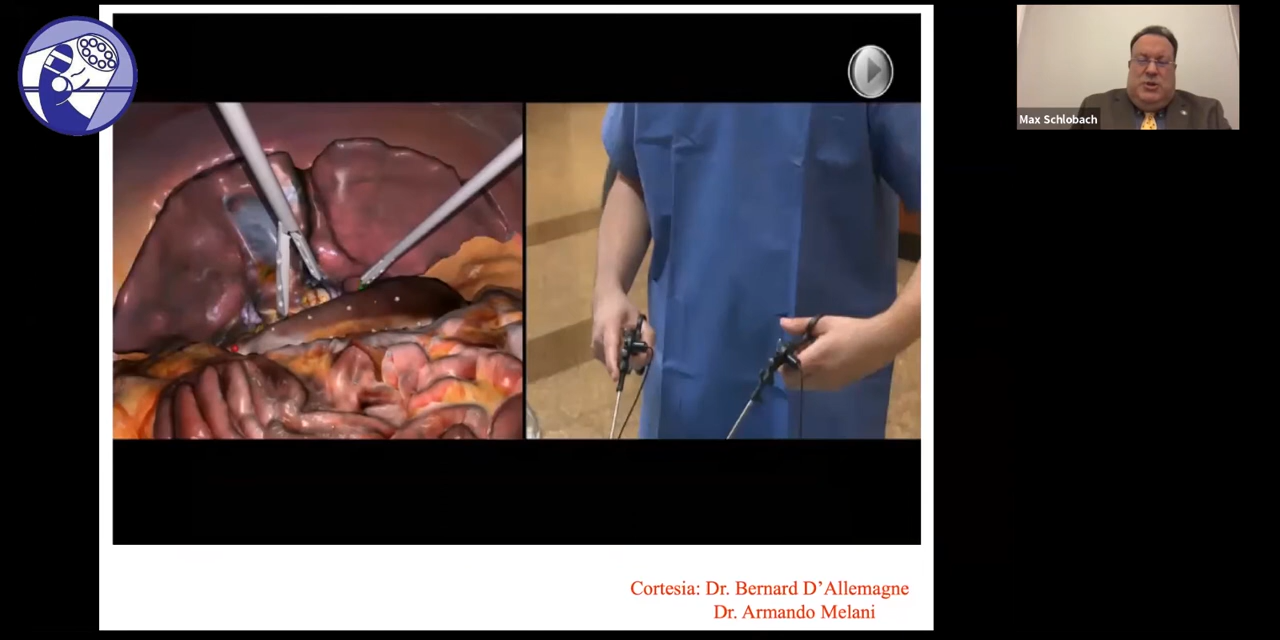 Max Schlobach
Cortesia: Dr. Bernard D’Allemagne
Dr. Armando Melani